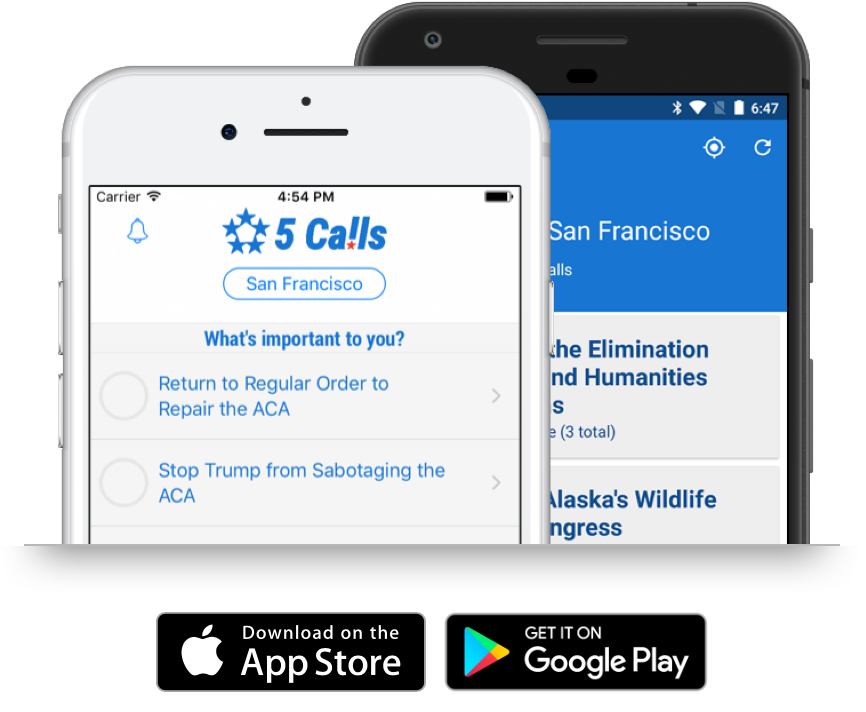 Carrier
4:54 PM
5 Calls
San Francisco
What's important to you?
Return to Regular Order to
Repair the ACA
Stop Trump from Sabotaging the
ACA
6:47
San Francisco
alls
the Elimination
nd Humanities
s
e (3 total)
Alaska's Wildlife
ngress
Download on the
App Store
GET IT ON
Google Play